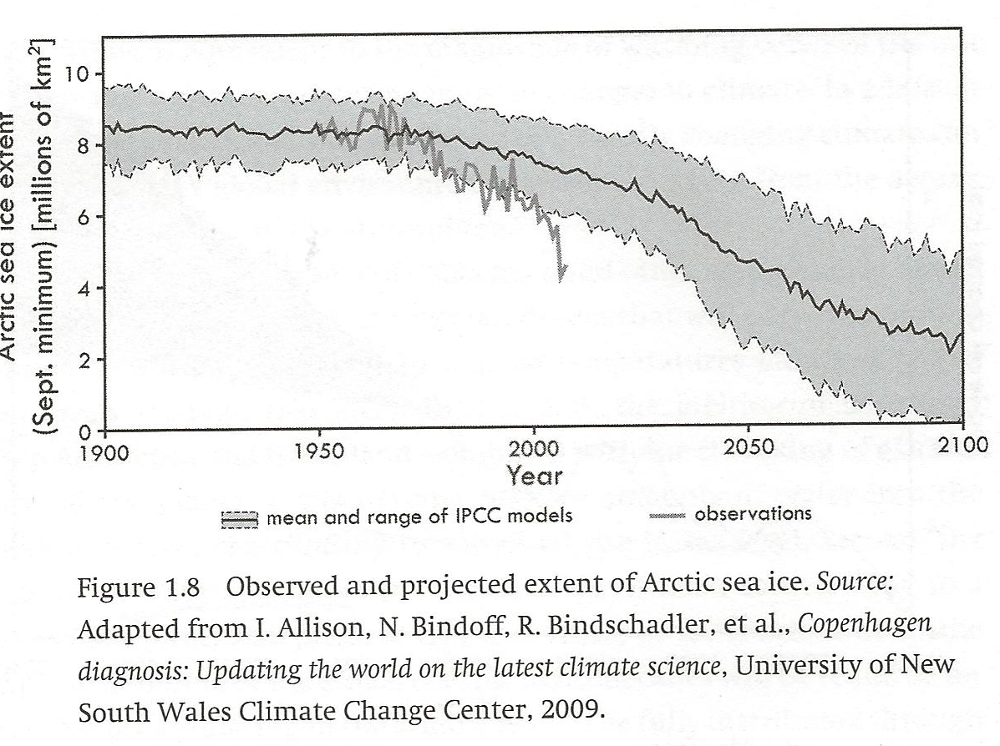 Arctic sea ice extent
(Sept. minimum) [millions of km²]
10
8
6
4
2
0
1900
1950
2000
2050
2100
Year
mean and range of IPCC models
observations
Figure 1.8 Observed and projected extent of Arctic sea ice. Source:
Adapted from I. Allison, N. Bindoff, R. Bindschadler, et al., Copenhagen
diagnosis: Updating the world on the latest climate science, University of New
South Wales Climate Change Center, 2009.